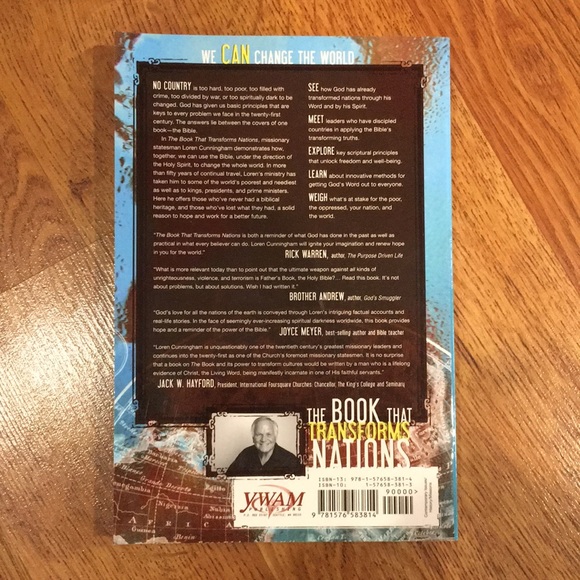 WE CAN CHANGE THE WORLD
NO COUNTRY is too hard, too poor, too filled with
crime, too divided by war, or too spiritually dark to be
changed. God has given us basic principles that are
keys to every problem we face in the twenty-first
century. The answers lie between the covers of one
book—the Bible.
In The Book That Transforms Nations, missionary
statesman Loren Cunningham demonstrates how,
together, we can use the Bible, under the direction of
the Holy Spirit, to change the whole world. In more
than fifty years of continual travel, Loren's ministry has
taken him to some of the world's poorest and neediest
as well as to kings, presidents, and prime ministers.
Here he offers those who've never had a biblical
heritage, and those who've lost what they had, a solid
reason to hope and work for a better future.
SEE how God has already
transformed nations through his
Word and by his Spirit.
MEET leaders who have discipled
countries in applying the Bible's
transforming truths.
EXPLORE key scriptural principles
that unlock freedom and well-being.
LEARN about innovative methods for
getting God's Word out to everyone.
WEIGH what's at stake for the poor,
the oppressed, your nation, and
the world.
"The Book That Transforms Nations is both a reminder of what God has done in the past as well as
practical in what every believer can do. Loren Cunningham will ignite your imagination and renew hope
in you for the world."
RICK WARREN, author, The Purpose Driven Life
"What is more relevant today than to point out that the ultimate weapon against all kinds of
unrighteousness, violence, and terrorism is Father's Book, the Holy Bible?... Read this book. It's not
about problems, but about solutions. Wish I had written it."
BROTHER ANDREW, author, God's Smuggler
"God's love for all the nations of the earth is conveyed through Loren's intriguing factual accounts and
real-life stories. In the face of seemingly ever-increasing spiritual darkness worldwide, this book provides
hope and a reminder of the power of the Bible."
JOYCE MEYER, best-selling author and Bible teacher
"Loren Cunningham is unquestionably one of the twentieth century's greatest missionary leaders and
continues into the twenty-first as one of the Church's foremost missionary statesmen. It is no surprise
that a book on The Book and its power to transform cultures would be written by a man who is a lifelong
evidence of Christ, the Living Word, being manifestly incarnate in one of His faithful servants."
JACK W. HAYFORD, President, International Foursquare Churches; Chancellor, The King's College and Seminary
THE BOOK THAT
TRANSFORMS
NATIONS
ISBN-13: 978-1-57658-381-4
ISBN-10: 1-57658-381-3
90000>
9 781576 583814
YWAM
PUBLISHING
AFRIC